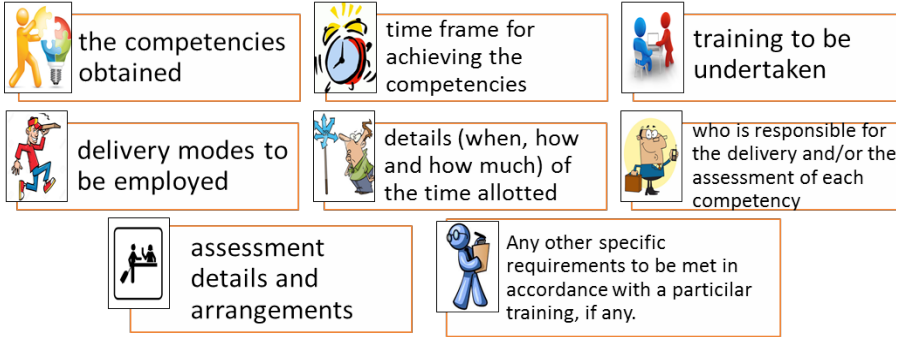 the competencies
obtained
time frame for
achieving the
competencies
training to be
undertaken
delivery modes to
be employed
details (when, how
and how much) of
the time allotted
who is responsible for
the delivery and/or the
assessment of each
competency
assessment
details and
arrangements
Any other specific
requirements to be met in
accordance with a particilar
training, if any.